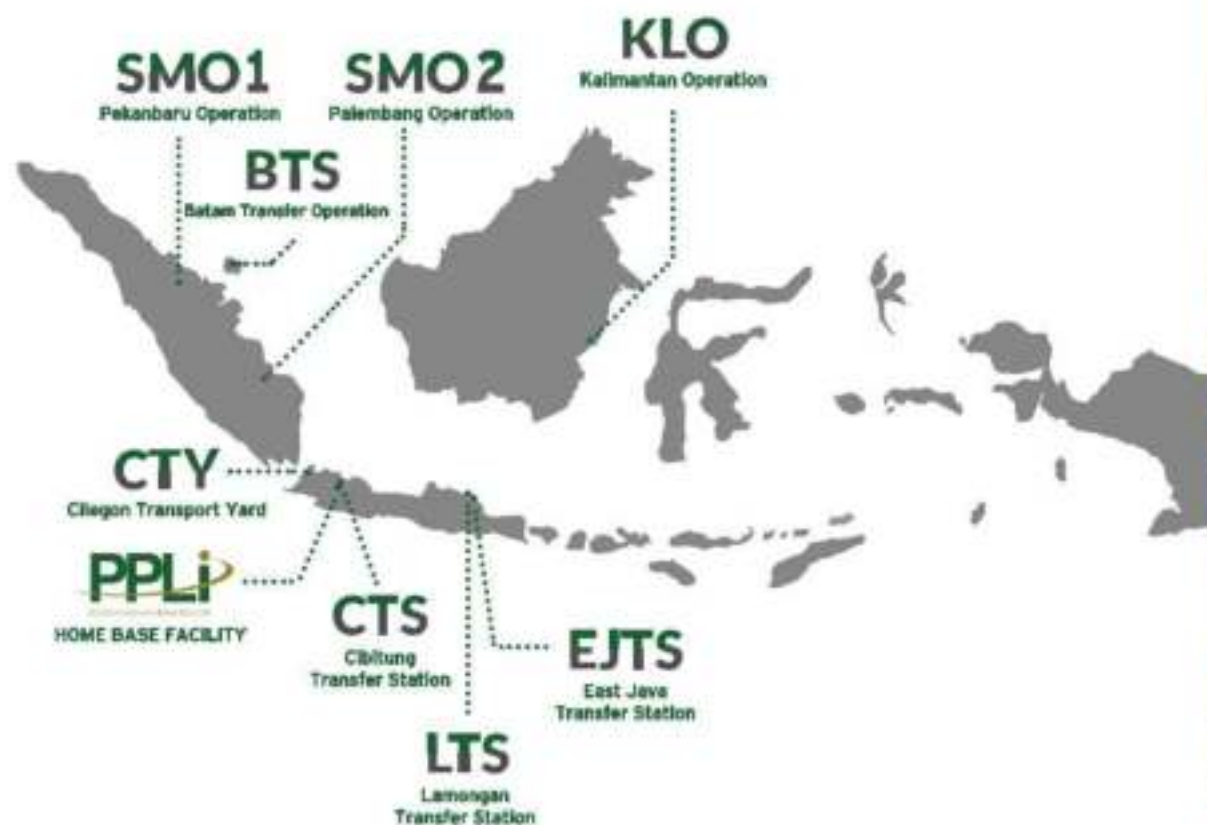 KLO
Kalimantan Operation
SMO1
Pekanbaru Operation
SMO2
Palembang Operation
BTS
Batam Transfer Operation
CTY
Cilegon Transport Yard
PPLi
HOME BASE FACILITY
CTS
Cibitung
Transfer Station
EJTS
East Java
Transfer Station
LTS
Lamongan
Transfer Station